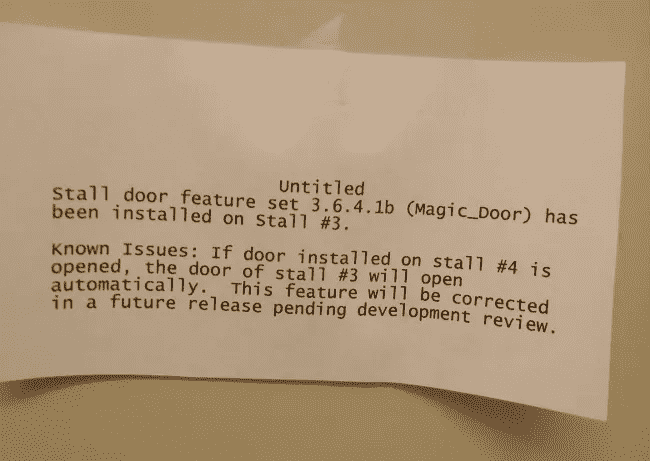 Untitled
Stall door feature set 3.6.4.1b (Magic_Door) has
been installed on Stall #3.
Known Issues: If door installed on stall #4 is
opened, the door of stall #3 will open
automatically. This feature will be corrected
in a future release pending development review.